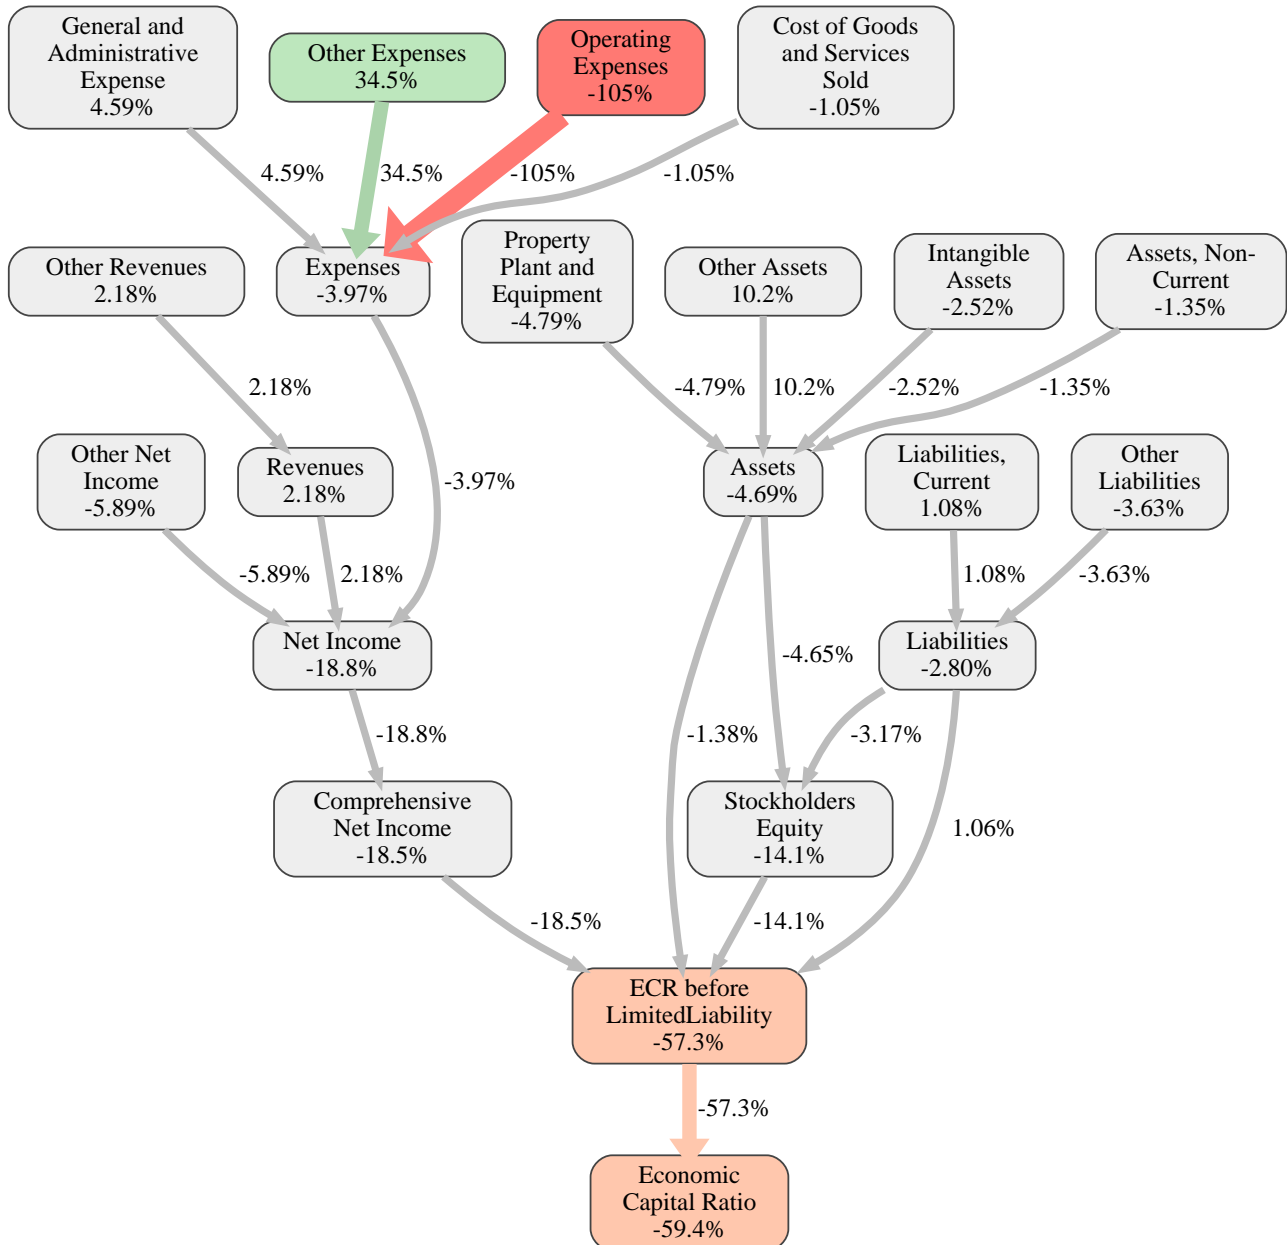 General and
Administrative
Expense
4.59%
Other Expenses
34.5%
Operating
Expenses
-105%
Cost of Goods
and Services
Sold
-1.05%
4.59%
34.5%
-105%
-1.05%
Other Revenues
2.18%
Expenses
-3.97%
Property
Plant and
Equipment
-4.79%
Other Assets
10.2%
Intangible
Assets
-2.52%
Assets, Non-
Current
-1.35%
2.18%
-4.79%
10.2%
-2.52%
-1.35%
Other Net
Income
-5.89%
Revenues
2.18%
-3.97%
Assets
-4.69%
Liabilities,
Current
1.08%
Other
Liabilities
-3.63%
-5.89%
2.18%
1.08%
-3.63%
Net Income
-18.8%
-4.65%
Liabilities
-2.80%
-18.8%
-1.38%
-3.17%
Comprehensive
Net Income
-18.5%
Stockholders
Equity
-14.1%
1.06%
-18.5%
-14.1%
ECR before
LimitedLiability
-57.3%
-57.3%
Economic
Capital Ratio
-59.4%